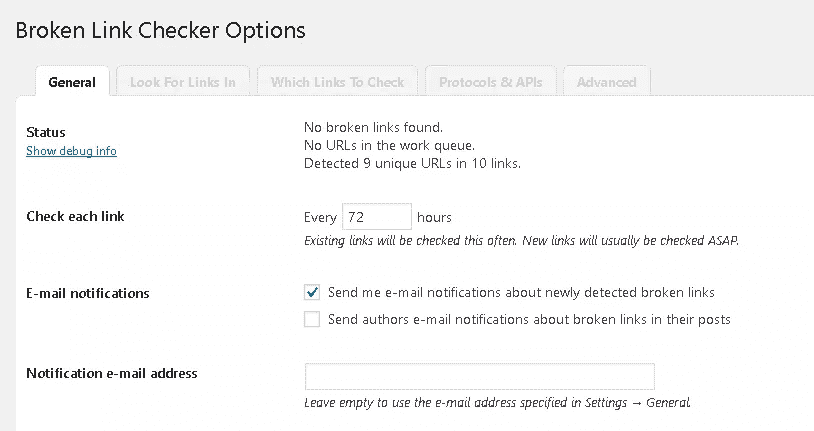 Broken Link Checker Options
General
Look For Links In
Which Links To Check
Protocols & APIs
Advanced
Status
Show debug info
No broken links found.
No URLs in the work queue.
Detected 9 unique URLs in 10 links.
Check each link
Every 72 hours
Existing links will be checked this often. New links will usually be checked ASAP.
E-mail notifications
Send me e-mail notifications about newly detected broken links
Send authors e-mail notifications about broken links in their posts
Notification e-mail address
Leave empty to use the e-mail address specified in Settings → General.